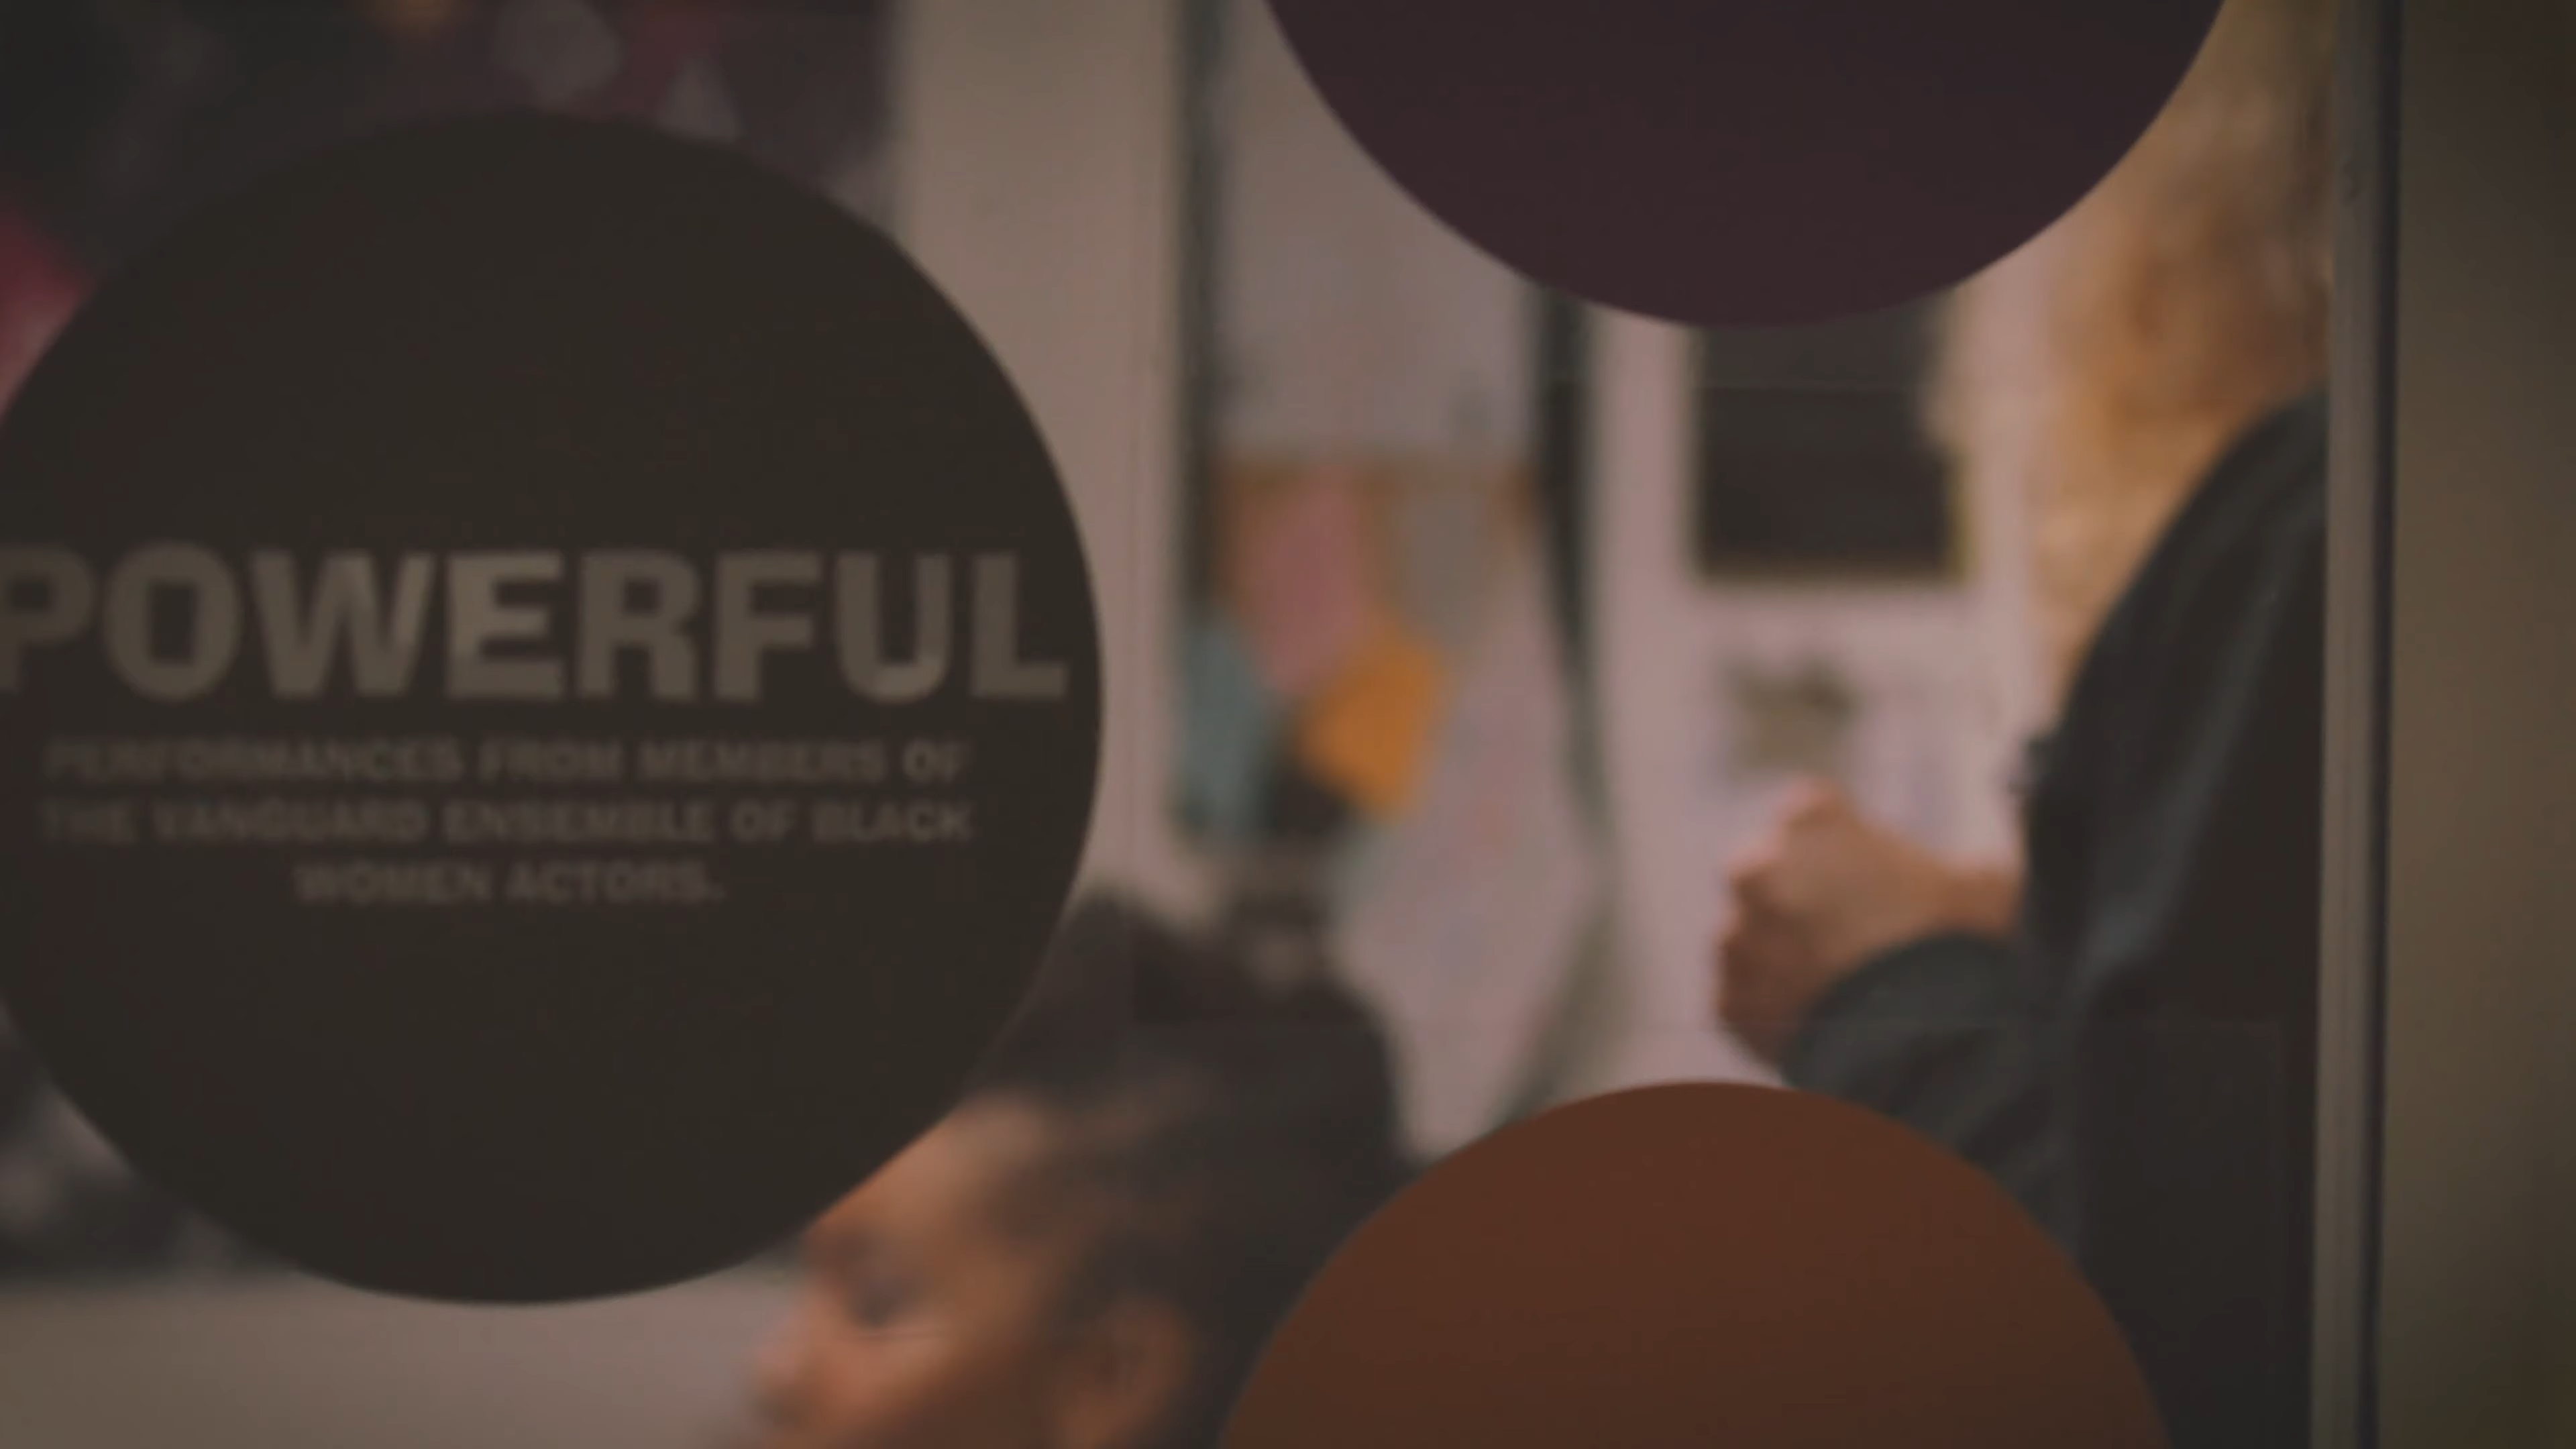 POWERFUL
PERFORMANCES FROM MEMBERS OF
THE VANGUARD ENSEMBLE OF BLACK
WOMEN ACTORS.